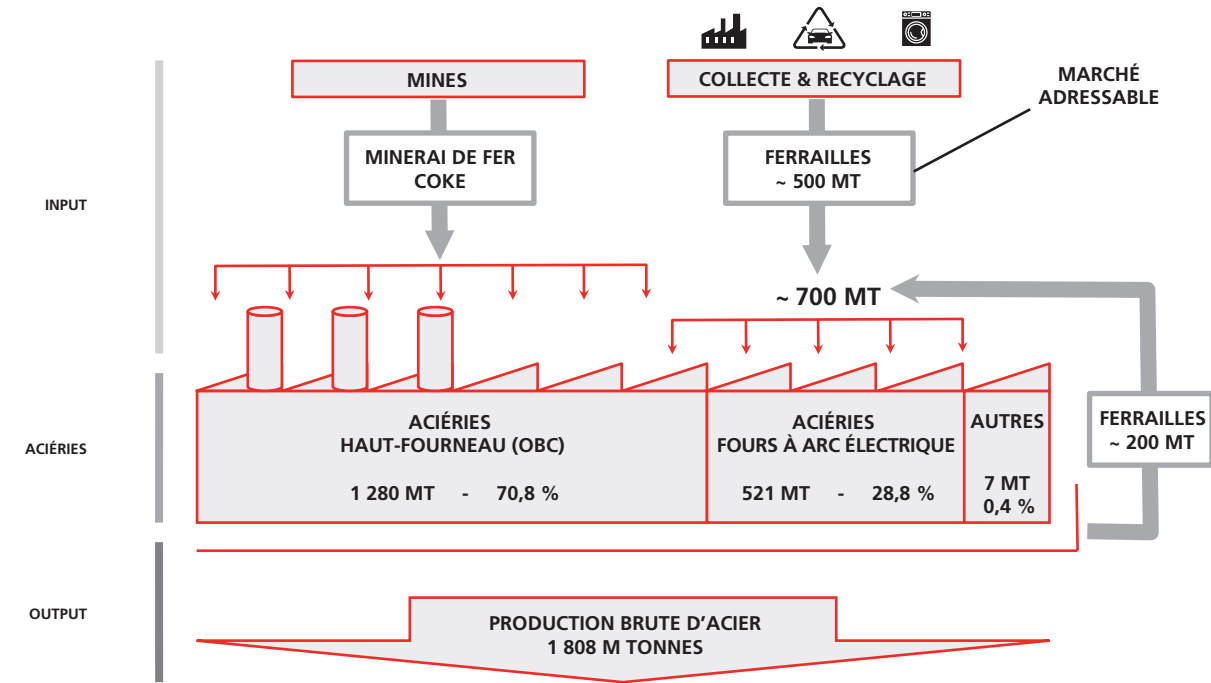 MINES
COLLECTE & RECYCLAGE
MARCHÉ
ADRESSABLE
MINERAI DE FER
COKE
FERRAILLES
~ 500 MT
INPUT
~ 700 MT
ACIÉRIES
ACIÉRIES
HAUT-FOURNEAU (OBC)
1 280 MT - 70,8 %
ACIÉRIES
FOURS À ARC ÉLECTRIQUE
521 MT - 28,8 %
AUTRES
7 MT
0,4 %
FERRAILLES
~ 200 MT
OUTPUT
PRODUCTION BRUTE D’ACIER
1 808 M TONNES